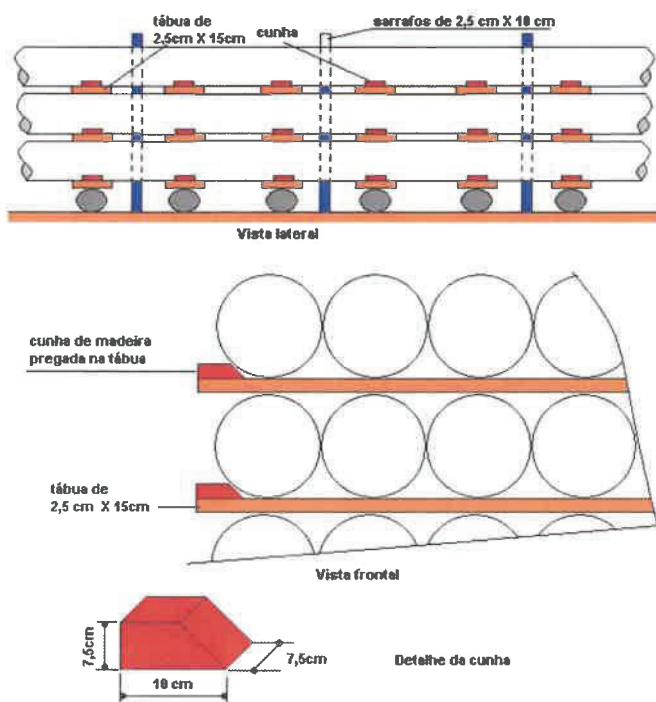 tábua de
2,5cm X 15cm
cunha
sarrafos de 2,5 cm X 10 cm
Vista lateral
cunha de madeira
pregada na tábua
tábua de
2,5 cm X 15cm
Vista frontal
7,5cm
10 cm
7,5cm
Detalhe da cunha